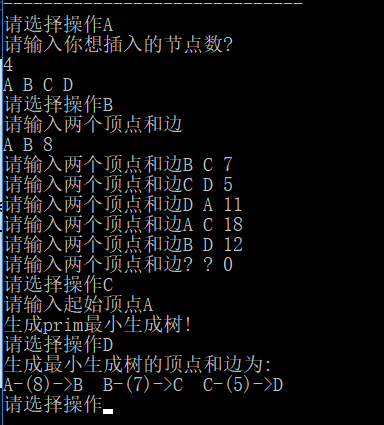 请选择操作A
请输入你想插入的节点数?
4
A B C D
请选择操作B
请输入两个顶点和边
A B 8
请输入两个顶点和边B C 7
请输入两个顶点和边C D 5
请输入两个顶点和边D A 11
请输入两个顶点和边A C 18
请输入两个顶点和边B D 12
请输入两个顶点和边? ? 0
请选择操作C
请输入起始顶点A
生成prim最小生成树!
请选择操作D
生成最小生成树的顶点和边为:
A-(8)->B  B-(7)->C  C-(5)->D
请选择操作